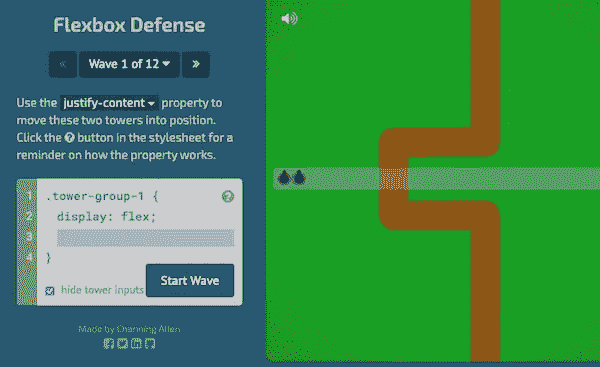 Flexbox Defense
« Wave 1 of 12 »
Use the justify-content property to
move these two towers into position.
Click the ? button in the stylesheet for a
reminder on how the property works.
1 .tower-group-1 { ?
2 display: flex;
3
4 }
hide tower inputs Start Wave
Made by Channing Allen